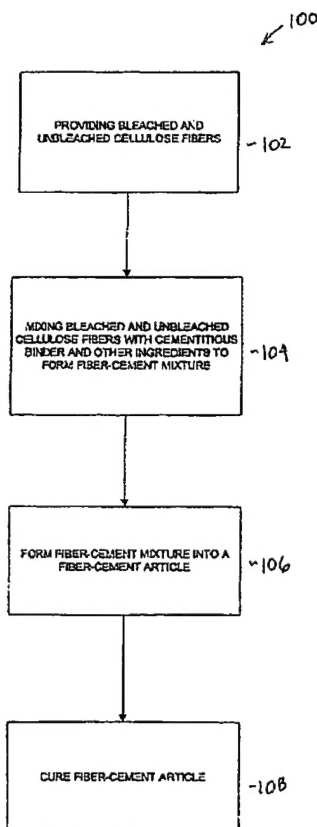 100
PROVIDING BLEACHED AND
UNBLEACHED CELLULOSE FIBERS
-102
MIXING BLEACHED AND UNBLEACHED
CELLULOSE FIBERS WITH CEMENTITIOUS
BINDER AND OTHER INGREDIENTS TO
FORM FIBER-CEMENT MIXTURE
-104
FORM FIBER-CEMENT MIXTURE INTO A
FIBER-CEMENT ARTICLE
-106
CURE FIBER-CEMENT ARTICLE
-108